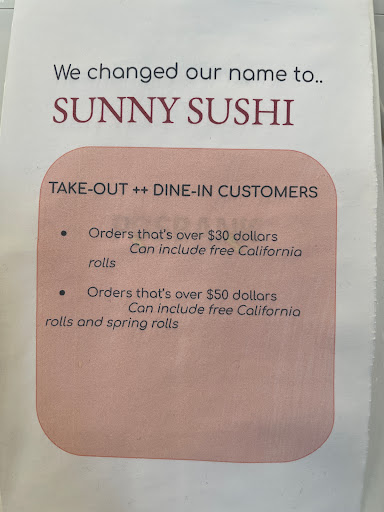 We changed our name to..
SUNNY SUSHI
TAKE-OUT ++ DINE-IN CUSTOMERS
• Orders that's over $30 dollars
Can include free California
rolls
• Orders that's over $50 dollars
Can include free California
rolls and spring rolls